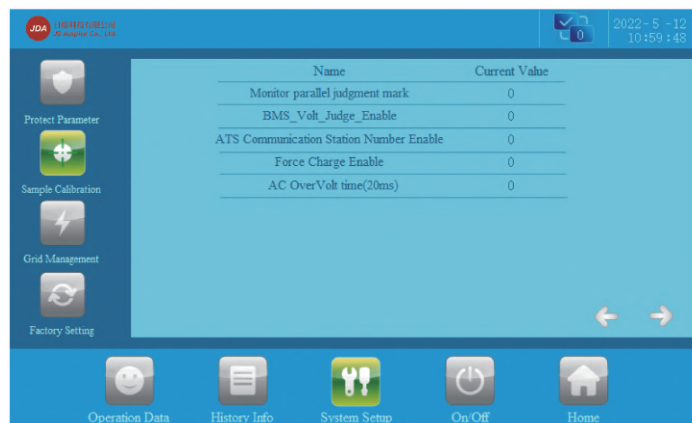 JDA
2022-5 -12
10:59:48
0
Protect Parameter
Sample Calibration
Grid Management
Factory Setting
Name Current Value
Monitor parallel judgment mark 0
BMS_Volt_Judge_Enable 0
ATS Communication Station Number Enable 0
Force Charge Enable 0
AC OverVolt time(20ms) 0
Operation Data History Info System Setup On/Off Home